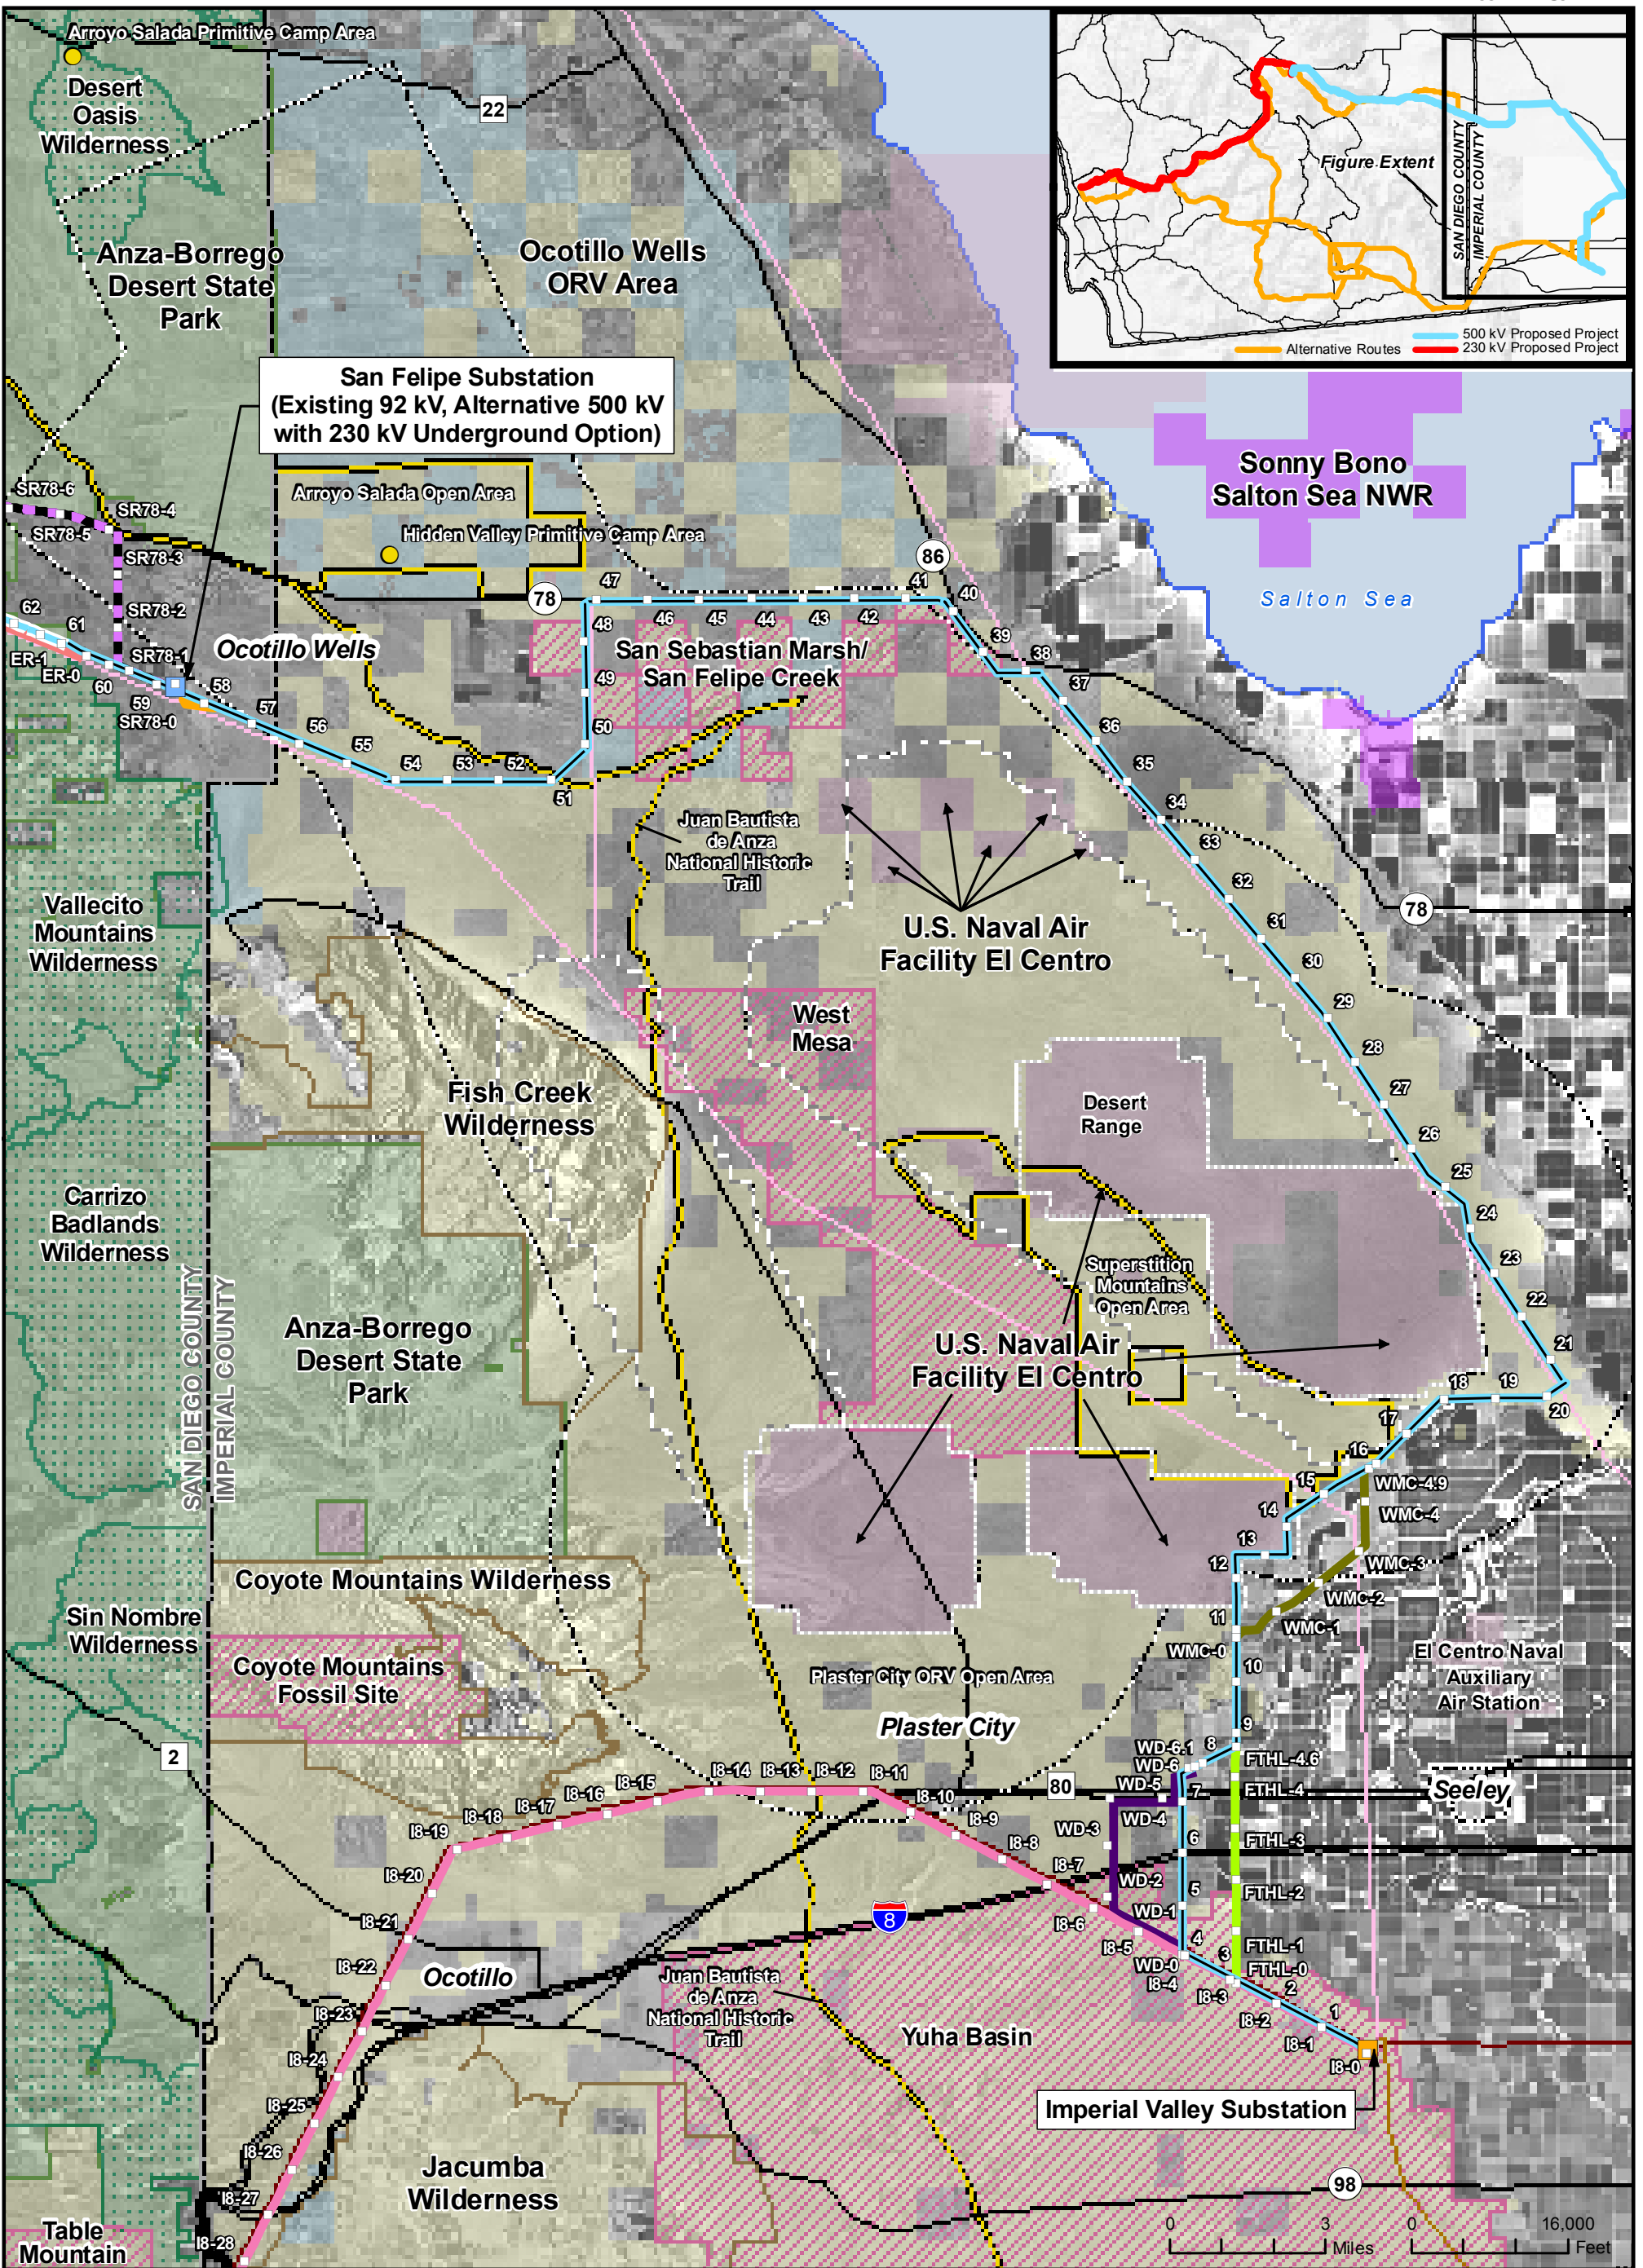 Arroyo Salada Primitive Camp Area
Desert
Oasis
Wilderness
22
Anza-Borrego
Desert State
Park
Ocotillo Wells
ORV Area
Figure Extent
SAN DIEGO COUNTY
IMPERIAL COUNTY
500 kV Proposed Project
Alternative Routes
230 kV Proposed Project
San Felipe Substation
(Existing 92 kV, Alternative 500 kV
with 230 kV Underground Option)
Sonny Bono
Salton Sea NWR
Arroyo Salada Open Area
Hidden Valley Primitive Camp Area
SR78-6
SR78-4
SR78-5
SR78-3
SR78-2
SR78-1
SR78-0
86
78
Salton Sea
62
61
ER-1
ER-0
60
59
58
57
56
55
54
53
52
51
50
49
48
47
46
45
44
43
42
41
40
39
38
37
36
35
34
33
32
31
30
29
28
27
26
25
24
23
22
21
20
19
18
17
16
15
14
13
12
11
10
9
8
7
6
5
4
3
2
1
Ocotillo Wells
San Sebastian Marsh/
San Felipe Creek
Juan Bautista
de Anza
National Historic
Trail
U.S. Naval Air
Facility El Centro
78
Vallecito
Mountains
Wilderness
West
Mesa
Fish Creek
Wilderness
Desert
Range
Carrizo
Badlands
Wilderness
Superstition
Mountains
Open Area
SAN DIEGO COUNTY
IMPERIAL COUNTY
Anza-Borrego
Desert State
Park
U.S. Naval Air
Facility El Centro
WMC-4.9
WMC-4
WMC-3
WMC-2
WMC-1
WMC-0
Coyote Mountains Wilderness
Sin Nombre
Wilderness
Coyote Mountains
Fossil Site
El Centro Naval
Auxiliary
Air Station
Plaster City ORV Open Area
Plaster City
2
WD-6.1
WD-6
WD-5
WD-4
WD-3
WD-2
WD-1
WD-0
80
FTHL-4.6
FTHL-4
FTHL-3
FTHL-2
FTHL-1
FTHL-0
Seeley
I8-14
I8-13
I8-12
I8-11
I8-10
I8-9
I8-8
I8-7
I8-6
I8-5
I8-4
I8-3
I8-2
I8-1
I8-0
I8-15
I8-16
I8-17
I8-18
I8-19
I8-20
I8-21
I8-22
I8-23
I8-24
I8-25
I8-26
I8-27
I8-28
8
Ocotillo
Juan Bautista
de Anza
National Historic
Trail
Yuha Basin
Imperial Valley Substation
Jacumba
Wilderness
98
Table
Mountain
0 3
Miles
0 16,000
Feet